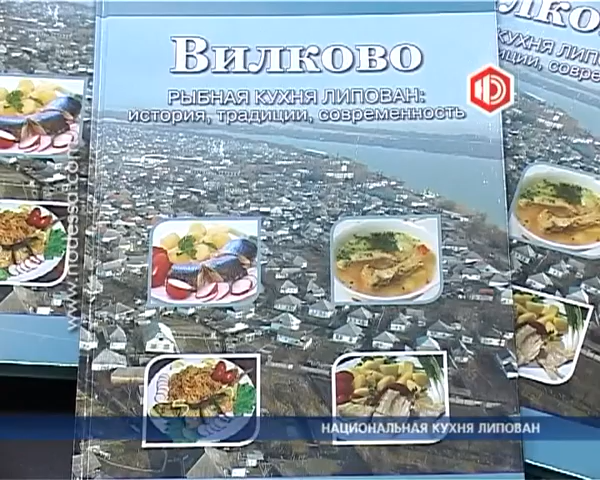 Вилково
РЫБНАЯ КУХНЯ ЛИПОВАН:
история, традиции, современность
НАЦИОНАЛЬНАЯ КУХНЯ ЛИПОВАН